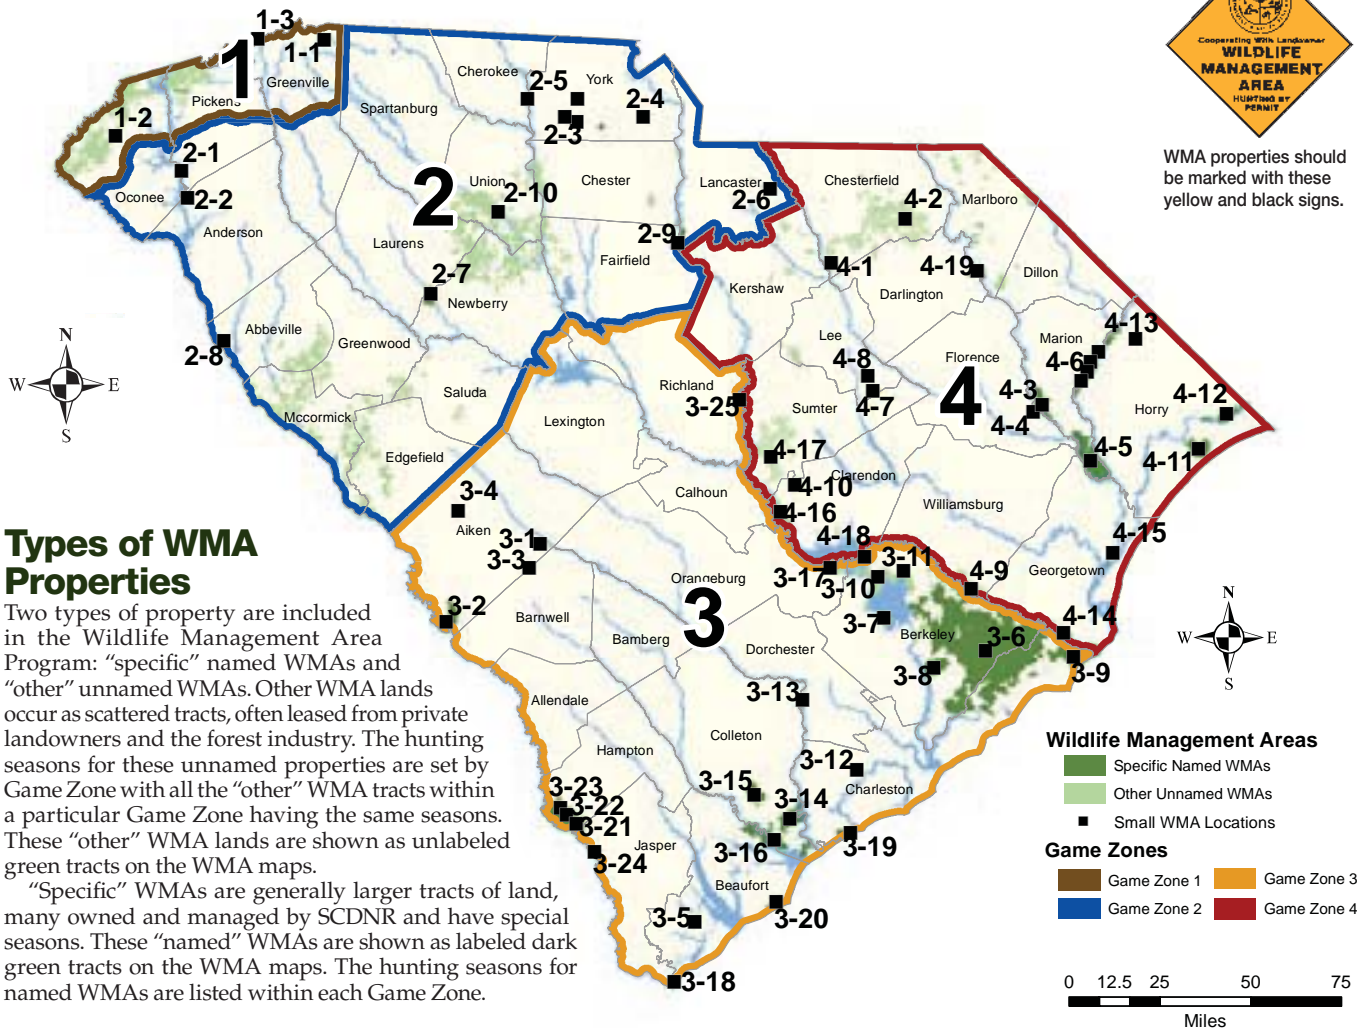 Cooperating With Landowner
WILDLIFE
MANAGEMENT
AREA
HUNTING BY
PERMIT
WMA properties should
be marked with these
yellow and black signs.
1-3
1
1-1
Greenville
Pickens
1-2
Cherokee
2-5
York
2-4
Spartanburg
2-3
2-1
Oconee
2-2
Anderson
2
Union
2-10
Chester
Lancaster
2-6
Laurens
2-9
Fairfield
2-7
Newberry
Abbeville
2-8
Greenwood
Saluda
Mccormick
Edgefield
Chesterfield
4-2
Marlboro
4-1
4-19
Dillon
Kershaw
Darlington
Lee
4-8
4-7
Florence
4
Marion
4-13
4-6
4-3
4-4
Horry
4-12
4-11
4-5
Sumter
4-17
4-10
Clarendon
4-16
Williamsburg
4-18
4-15
Georgetown
4-9
4-14
Richland
3-25
Lexington
Calhoun
3-4
Aiken
3-1
3-3
3-2
Barnwell
Orangeburg
3
Bamberg
3-17
3-10
3-11
3-7
Berkeley
3-6
3-8
3-9
Dorchester
3-13
Allendale
Hampton
Colleton
3-12
Charleston
3-15
3-14
3-16
3-19
3-23
3-22
3-21
3-24
Jasper
Beaufort
3-20
3-5
3-18
N
W
E
S
N
W
E
S
Types of WMA
Properties
Two types of property are included
in the Wildlife Management Area
Program: “specific” named WMAs and
“other” unnamed WMAs. Other WMA lands
occur as scattered tracts, often leased from private
landowners and the forest industry. The hunting
seasons for these unnamed properties are set by
Game Zone with all the “other” WMA tracts within
a particular Game Zone having the same seasons.
These “other” WMA lands are shown as unlabeled
green tracts on the WMA maps.
“Specific” WMAs are generally larger tracts of land,
many owned and managed by SCDNR and have special
seasons. These “named” WMAs are shown as labeled dark
green tracts on the WMA maps. The hunting seasons for
named WMAs are listed within each Game Zone.
Wildlife Management Areas
Specific Named WMAs
Other Unnamed WMAs
Small WMA Locations
Game Zones
Game Zone 1
Game Zone 3
Game Zone 2
Game Zone 4
0 12.5 25 50 75
Miles